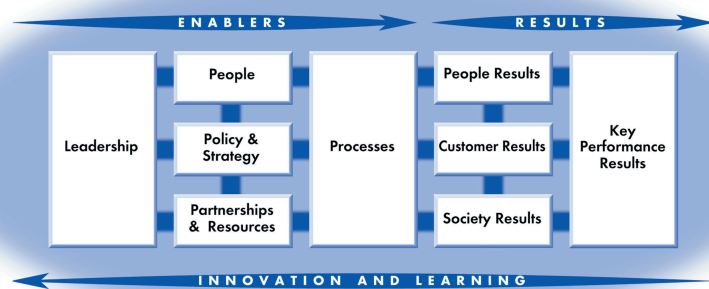 ENABLERS
RESULTS
Leadership
People
Policy &
Strategy
Partnerships
& Resources
Processes
People Results
Customer Results
Society Results
Key
Performance
Results
INNOVATION AND LEARNING